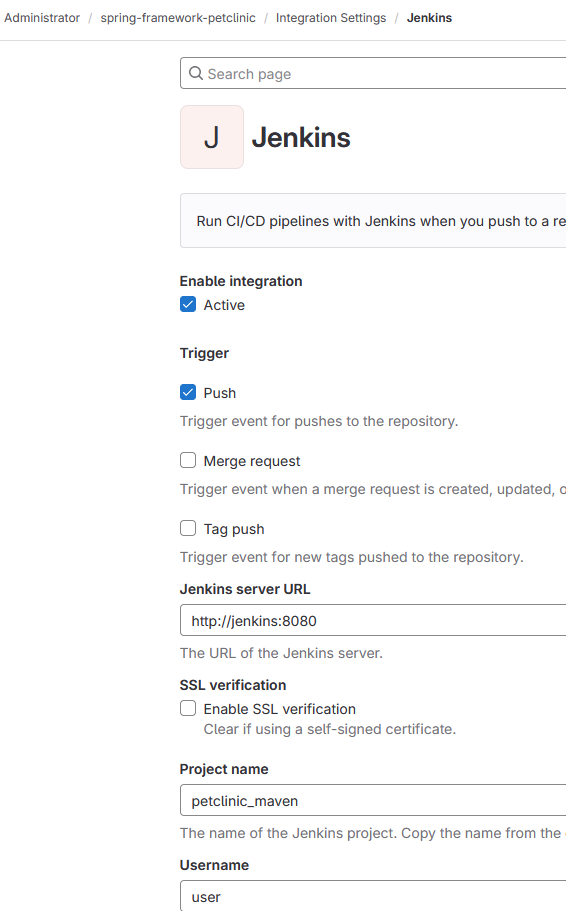 Administrator / spring-framework-petclinic / Integration Settings / Jenkins
Search page
J
Jenkins
Run CI/CD pipelines with Jenkins when you push to a re
Enable integration
Active
Trigger
Push
Trigger event for pushes to the repository.
Merge request
Trigger event when a merge request is created, updated, o
Tag push
Trigger event for new tags pushed to the repository.
Jenkins server URL
http://jenkins:8080
The URL of the Jenkins server.
SSL verification
Enable SSL verification
Clear if using a self-signed certificate.
Project name
petclinic_maven
The name of the Jenkins project. Copy the name from the
Username
user